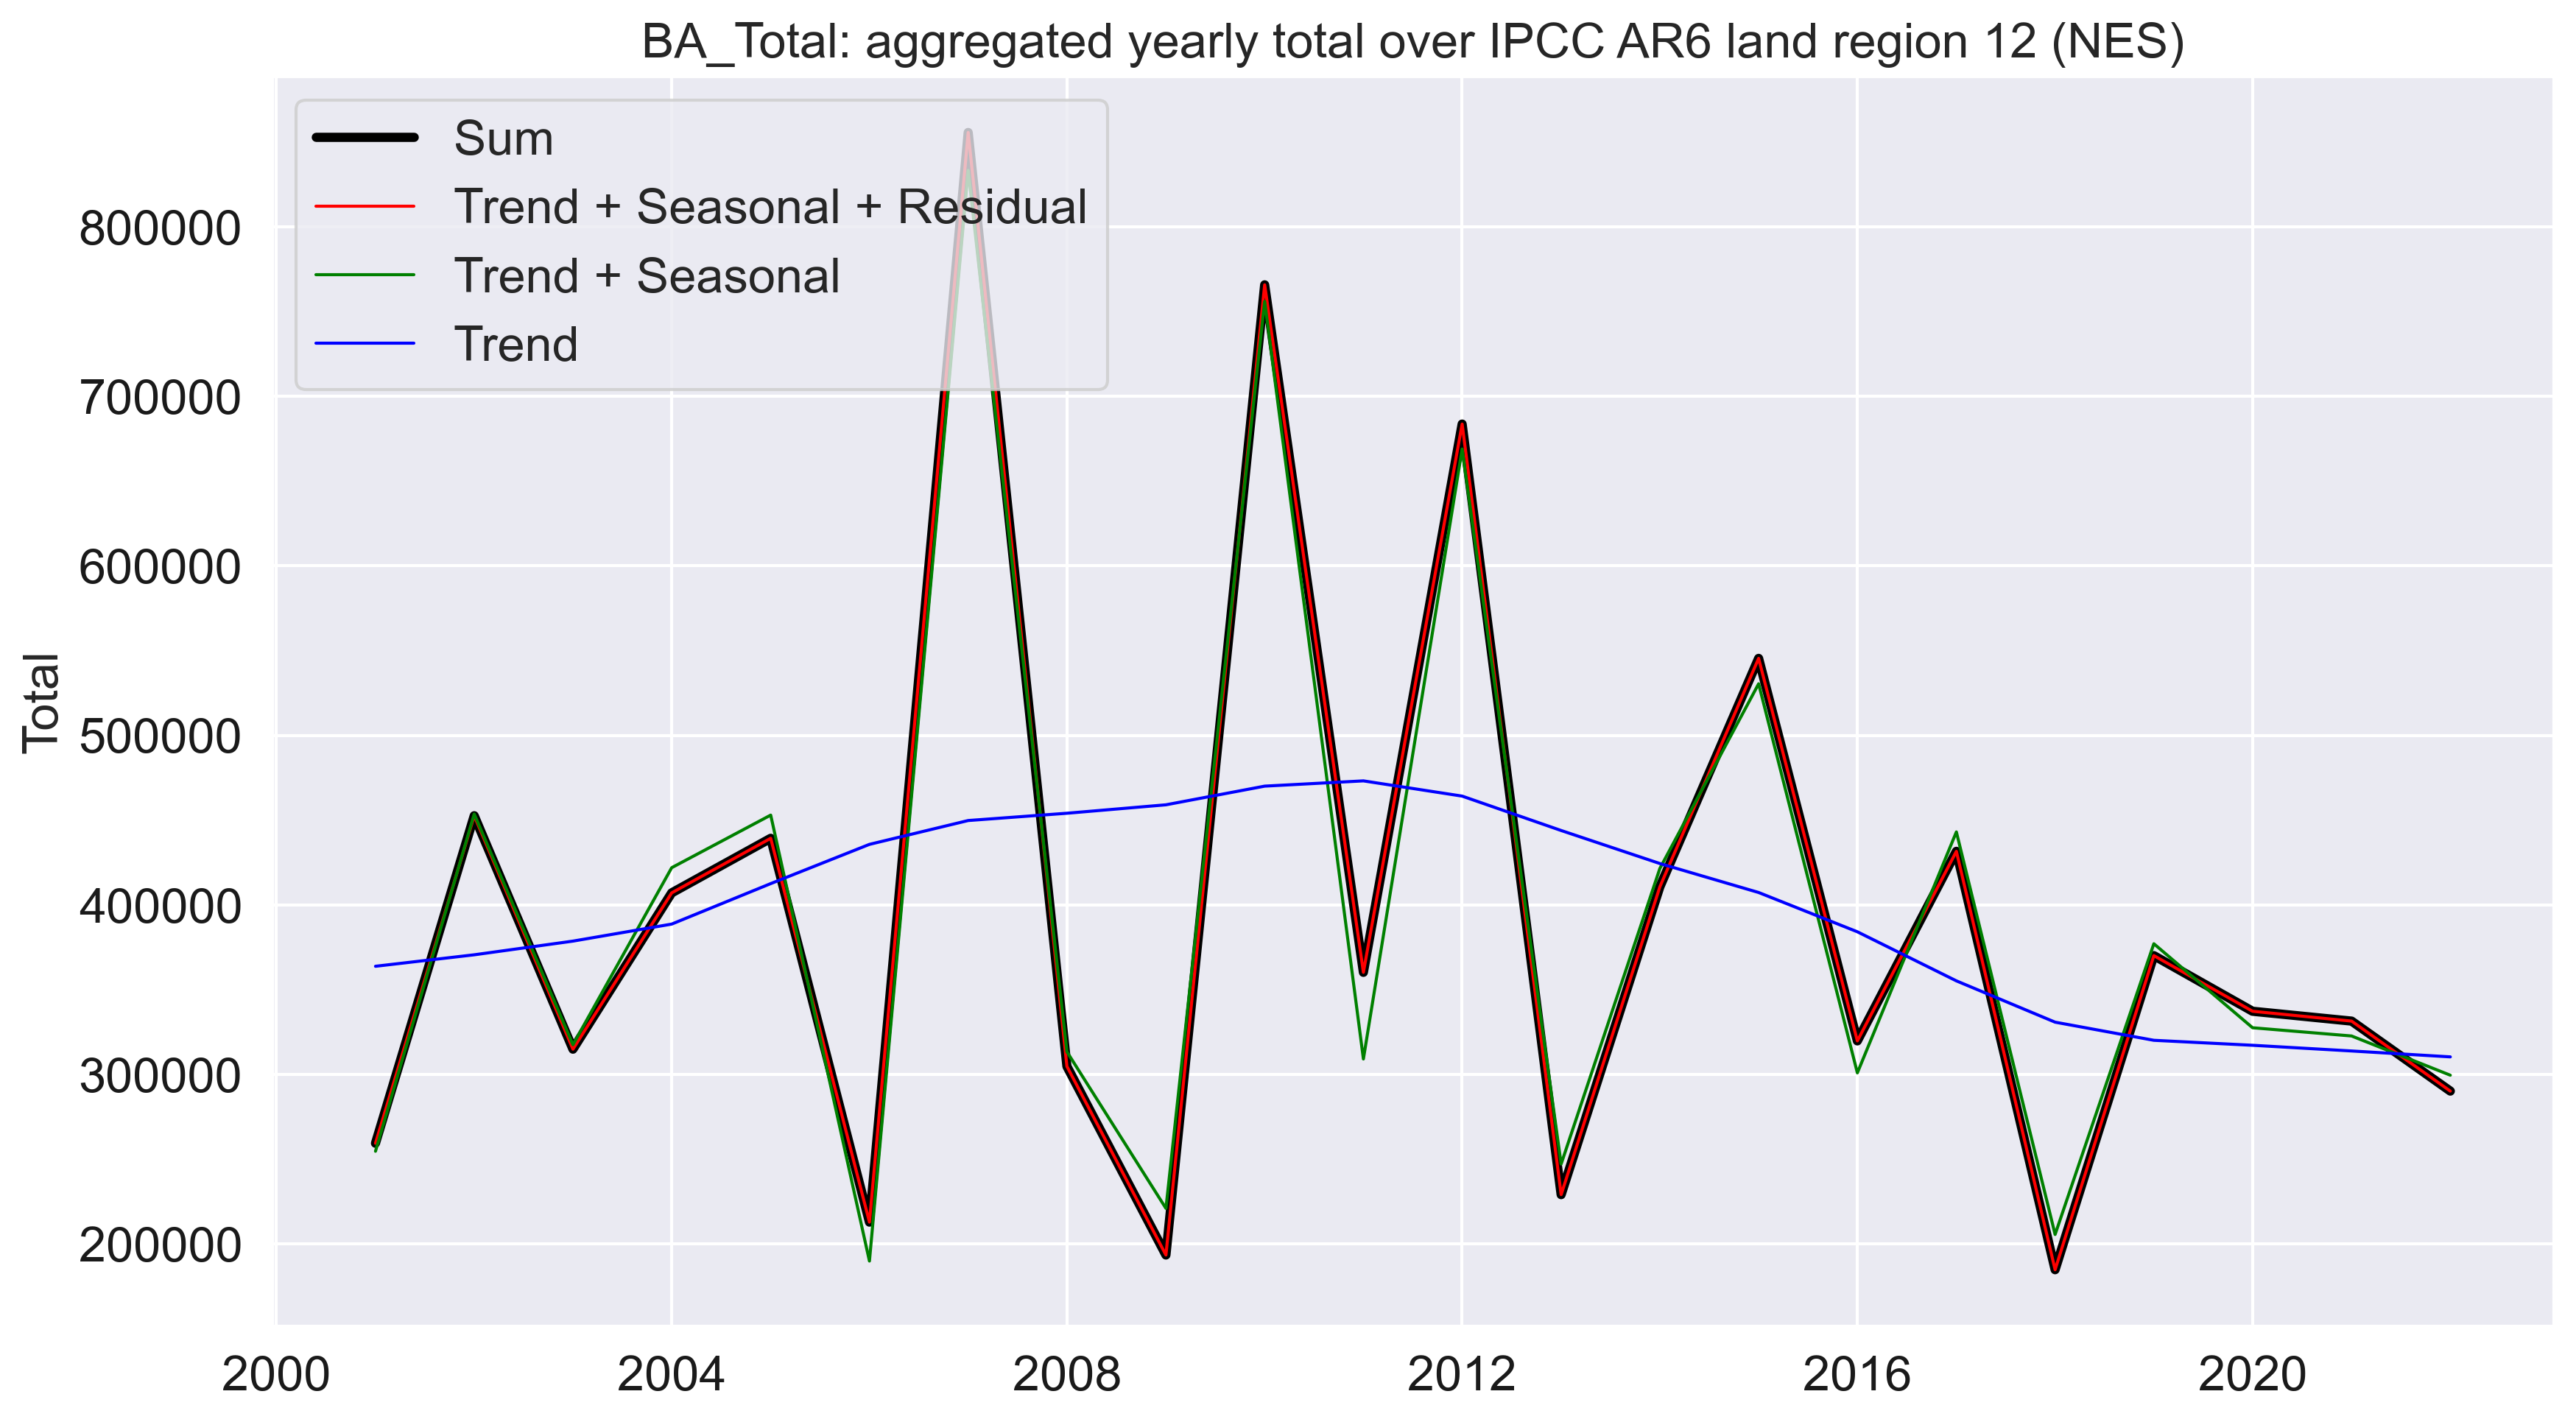 BA_Total: aggregated yearly total over IPCC AR6 land region 12 (NES)
Sum
Trend + Seasonal + Residual
Trend + Seasonal
Trend
800000
700000
600000
500000
400000
300000
200000
Total
2000
2004
2008
2012
2016
2020